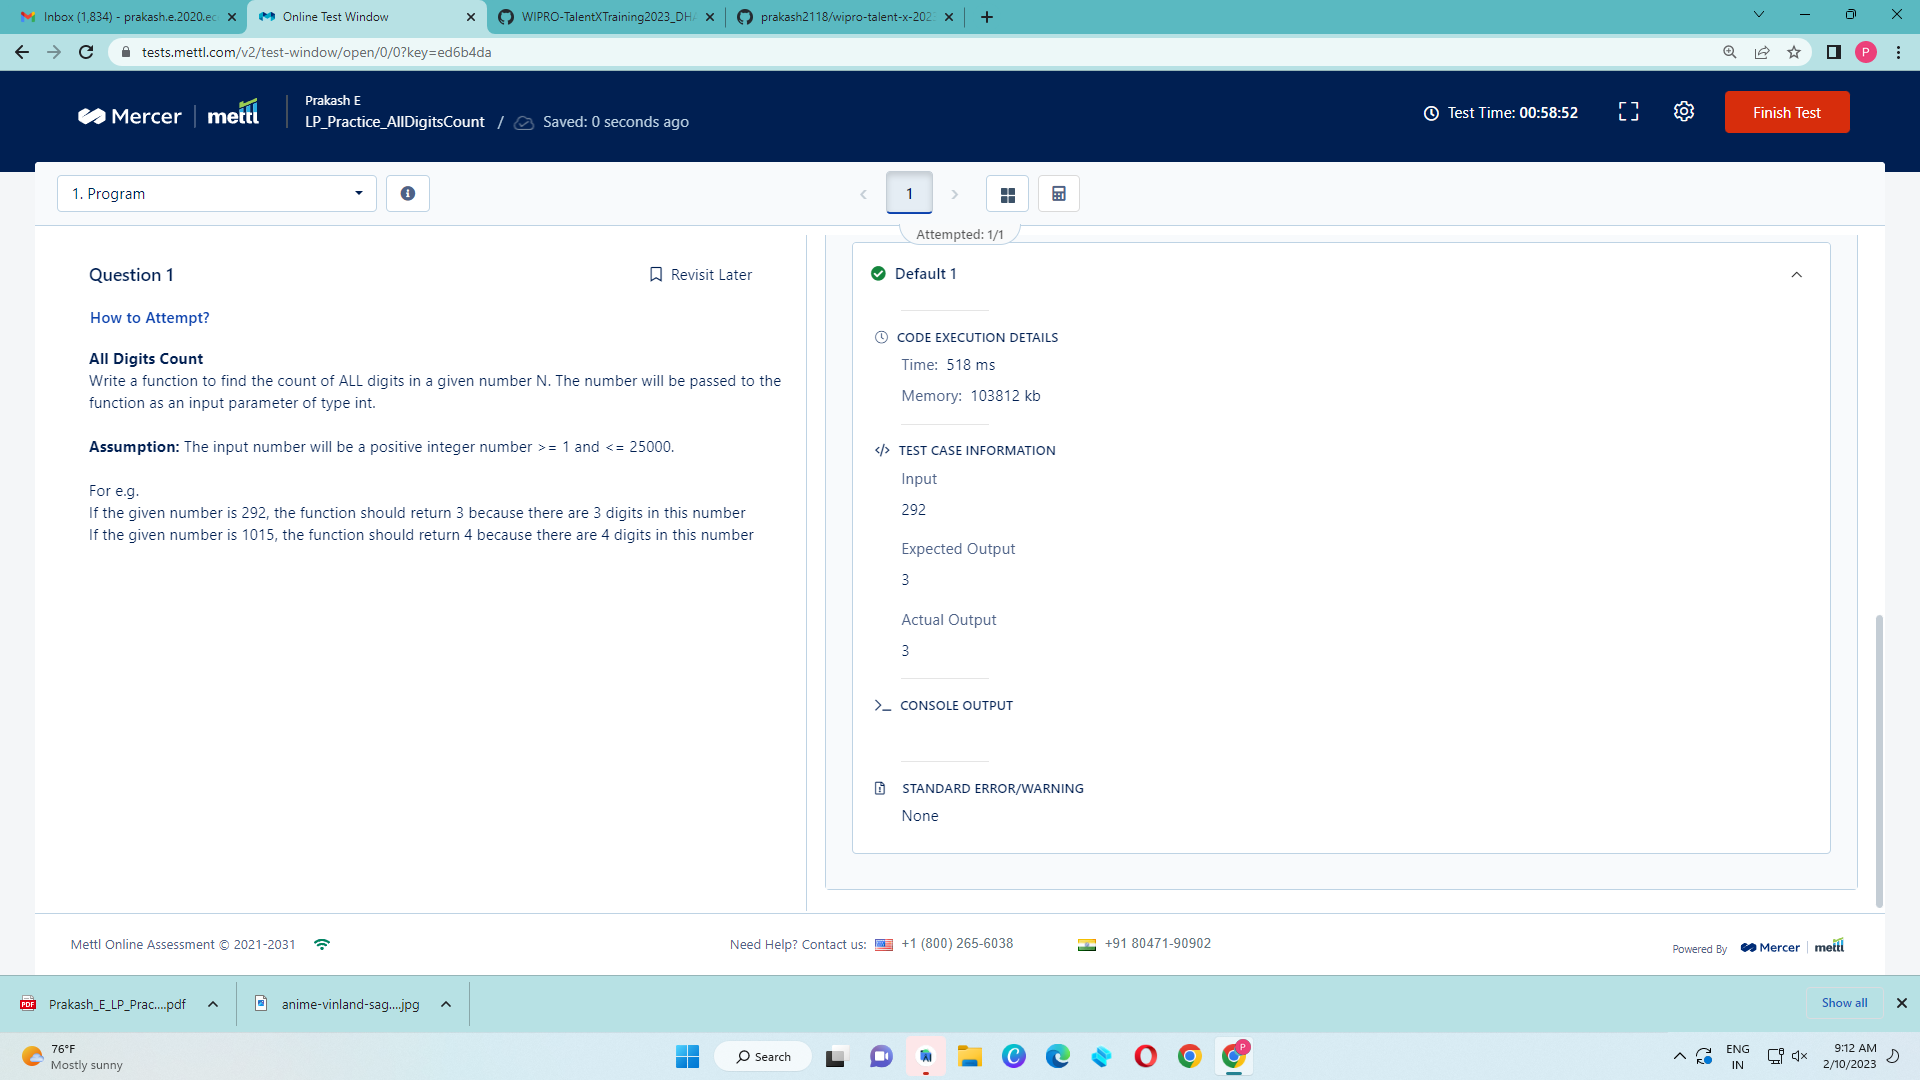 Inbox (1,834) - prakash.e.2020.ec
Online Test Window
WIPRO-TalentXTraining2023_DHA
prakash2118/wipro-talent-x-2023
tests.mettl.com/v2/test-window/open/0/0?key=ed6b4da
P
Mercer | mettl
Prakash E
LP_Practice_AllDigitsCount / Saved: 0 seconds ago
Test Time: 00:58:52
Finish Test
1. Program
1
Attempted: 1/1
Question 1
Revisit Later
How to Attempt?
All Digits Count
Write a function to find the count of ALL digits in a given number N. The number will be passed to the
function as an input parameter of type int.
Assumption: The input number will be a positive integer number >= 1 and <= 25000.
For e.g.
If the given number is 292, the function should return 3 because there are 3 digits in this number
If the given number is 1015, the function should return 4 because there are 4 digits in this number
Default 1
CODE EXECUTION DETAILS
Time: 518 ms
Memory: 103812 kb
</> TEST CASE INFORMATION
Input
292
Expected Output
3
Actual Output
3
CONSOLE OUTPUT
STANDARD ERROR/WARNING
None
Mettl Online Assessment © 2021-2031
Need Help? Contact us: +1 (800) 265-6038 +91 80471-90902
Powered By Mercer | mettl
PDF Prakash_E_LP_Prac....pdf
anime-vinland-sag....jpg
Show all
76°F
Mostly sunny
Search
P
ENG
IN
9:12 AM
2/10/2023